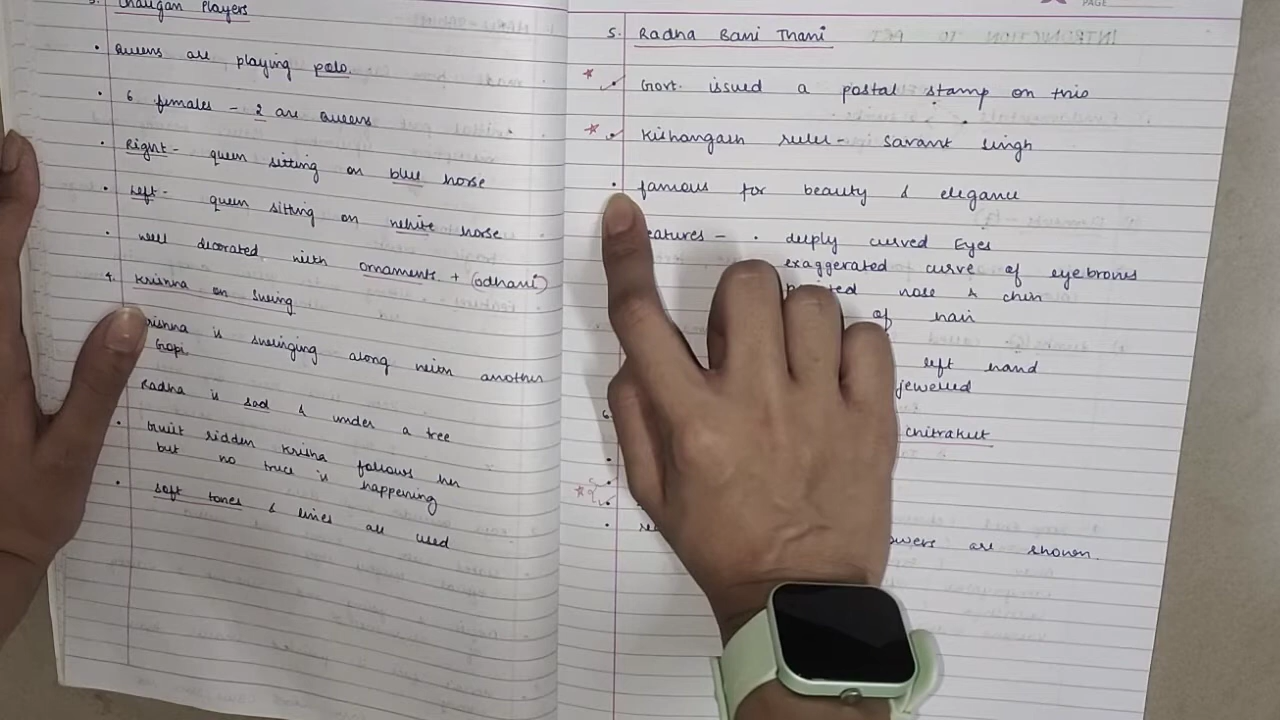 3. Chaugan Players
• Queens are playing polo.
• 6 females - 2 are Queens
• Right - queen sitting on blue horse
• Left - queen sitting on white horse
• well decorated with ornaments + (odhani)
4. Krishna on swing
rishna is swinging along with another
Gopi
Radha is sad & under a tree
• Guilt ridden Krishna follows her
but no truce is happening
• soft tones & lines are used
PAGE
5. Radha Bani Thani
• Govt. issued a postal stamp on this
• Kishangarh ruler - Savant Singh
• famous for beauty & elegance
eatures - • deeply curved Eyes
exaggerated curve of eyebrows
nose & chin
of hair
left hand
jewelled
6.
chitrakut
•
•
•
•
owers are shown.